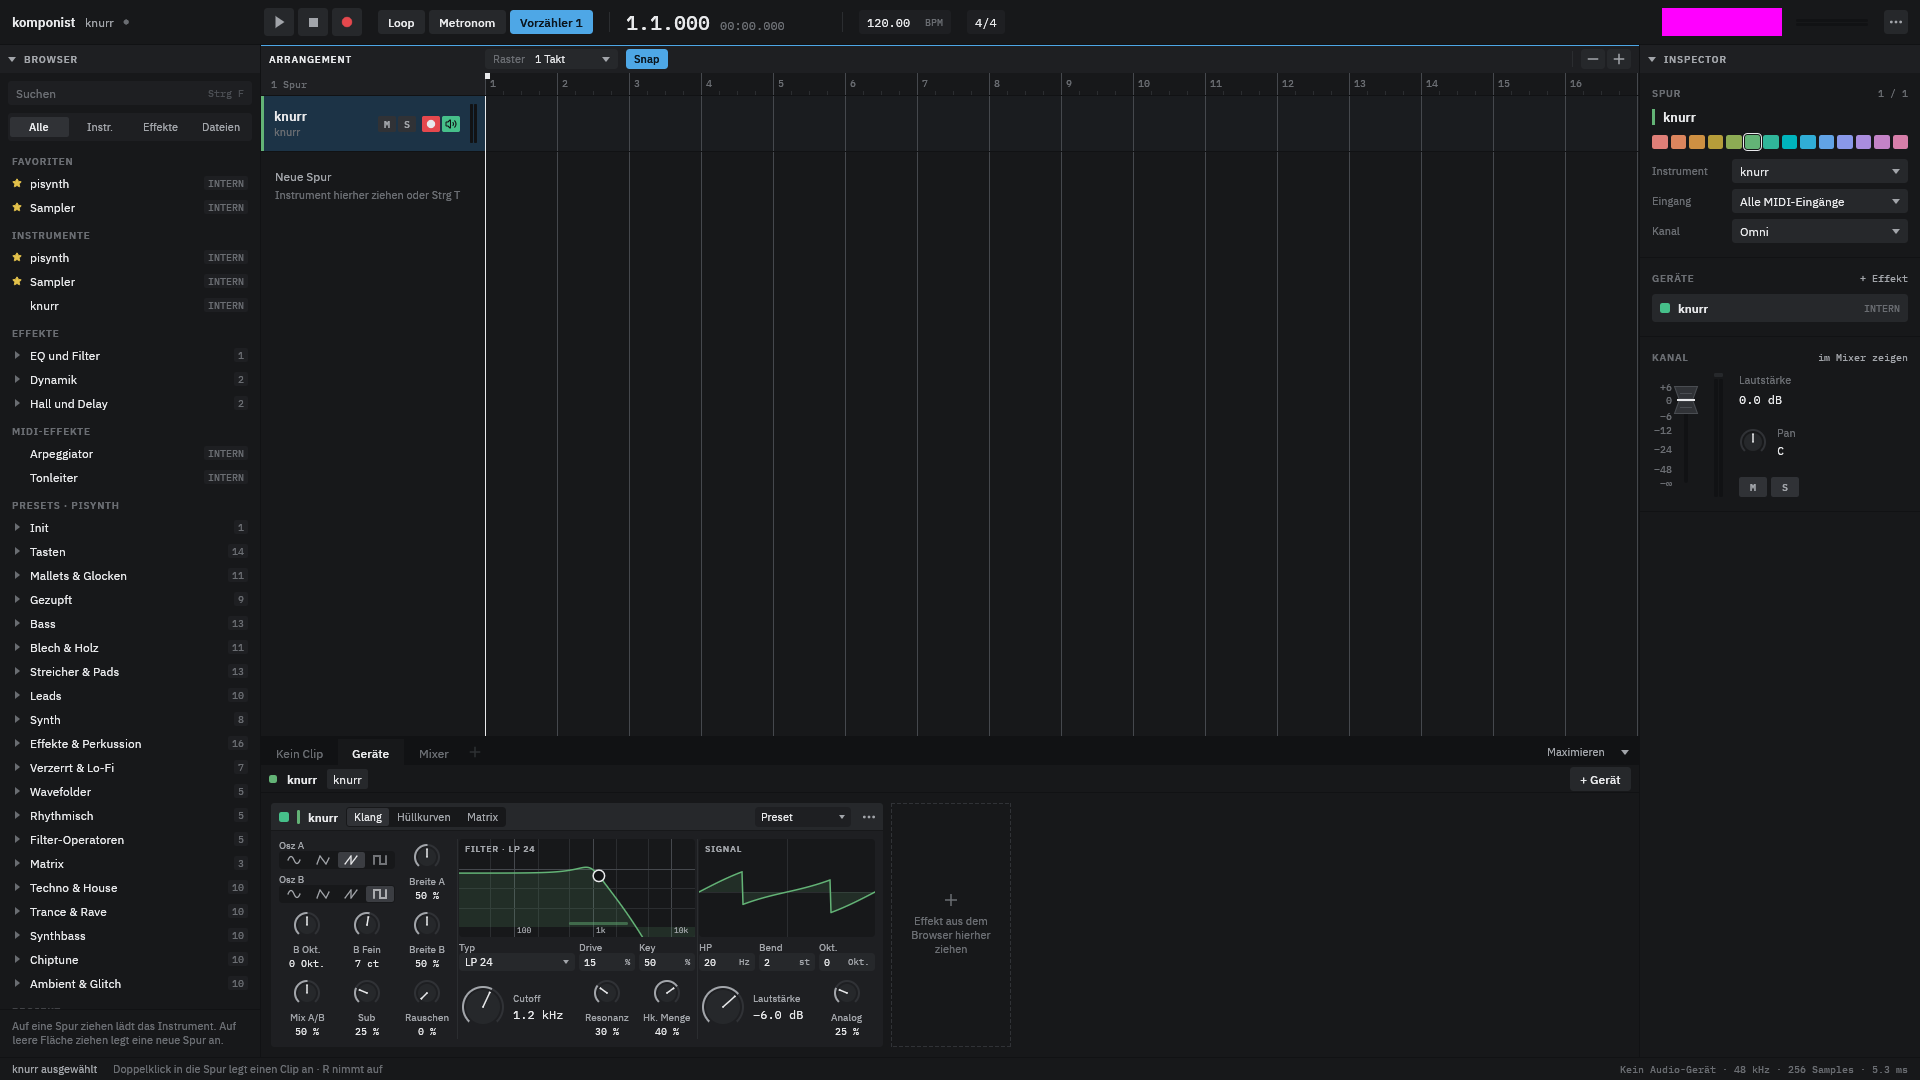 komponist knurr
Loop Metronom Vorzähler 1
1.1.000 00:00.000
120.00 BPM 4/4
BROWSER
Suchen Strg F
Alle Instr. Effekte Dateien
FAVORITEN
pisynth INTERN
Sampler INTERN
INSTRUMENTE
pisynth INTERN
Sampler INTERN
knurr INTERN
EFFEKTE
EQ und Filter 1
Dynamik 2
Hall und Delay 2
MIDI-EFFEKTE
Arpeggiator INTERN
Tonleiter INTERN
PRESETS · PISYNTH
Init 1
Tasten 14
Mallets & Glocken 11
Gezupft 9
Bass 13
Blech & Holz 11
Streicher & Pads 13
Leads 10
Synth 8
Effekte & Perkussion 16
Verzerrt & Lo-Fi 7
Wavefolder 5
Rhythmisch 5
Filter-Operatoren 5
Matrix 3
Techno & House 10
Trance & Rave 10
Synthbass 10
Chiptune 10
Ambient & Glitch 10
Auf eine Spur ziehen lädt das Instrument. Auf
leere Fläche ziehen legt eine neue Spur an.
ARRANGEMENT Raster 1 Takt Snap
1 Spur 1 2 3 4 5 6 7 8 9 10 11 12 13 14 15 16
knurr
knurr
M S
Neue Spur
Instrument hierher ziehen oder Strg T
Kein Clip Geräte Mixer Maximieren
knurr knurr + Gerät
knurr Klang Hüllkurven Matrix Preset
Osz A
Breite A
50 %
Osz B
B Okt. B Fein Breite B
0 Okt. 7 ct 50 %
Mix A/B Sub Rauschen
50 % 25 % 0 %
FILTER · LP 24
100 1k 10k
Typ Drive Key
LP 24 15 % 50 %
Cutoff
1.2 kHz
Resonanz Hk. Menge
30 % 40 %
SIGNAL
HP Bend Okt.
20 Hz 2 st 0 Okt.
Lautstärke
−6.0 dB
Analog
25 %
Effekt aus dem
Browser hierher
ziehen
INSPECTOR
SPUR 1 / 1
knurr
Instrument knurr
Eingang Alle MIDI-Eingänge
Kanal Omni
GERÄTE + Effekt
knurr INTERN
KANAL im Mixer zeigen
+6
0
−6
−12
−24
−48
−∞
Lautstärke
0.0 dB
Pan
C
M S
knurr ausgewählt Doppelklick in die Spur legt einen Clip an · R nimmt auf
Kein Audio-Gerät · 48 kHz · 256 Samples · 5.3 ms